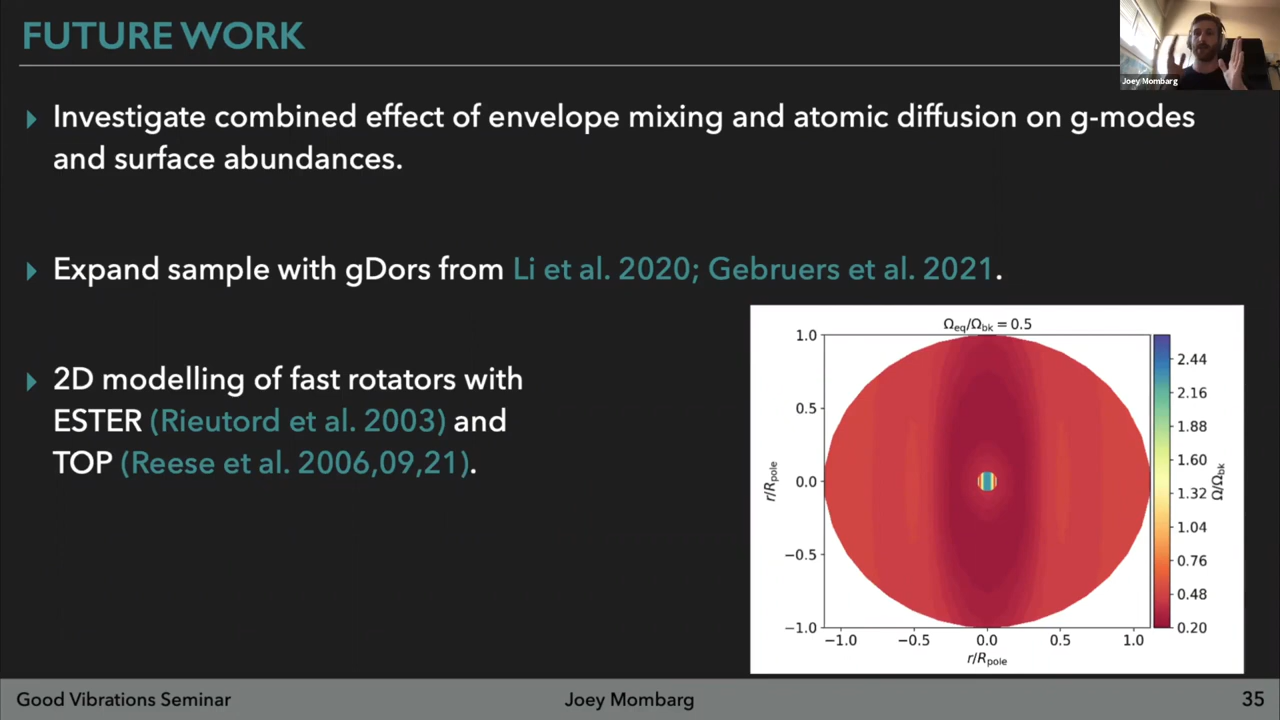 FUTURE WORK
Joey Mombarg
Investigate combined effect of envelope mixing and atomic diffusion on g-modes
and surface abundances.
Expand sample with gDors from Li et al. 2020; Gebruers et al. 2021.
2D modelling of fast rotators with
ESTER (Rieutord et al. 2003) and
TOP (Reese et al. 2006,09,21).
Ωeq/Ωbk = 0.5
1.0
0.5
0.0
−0.5
−1.0
r/Rpole
−1.0 −0.5 0.0 0.5 1.0
r/Rpole
2.44
2.16
1.88
1.60
1.32
1.04
0.76
0.48
0.20
Ω/Ωbk
Good Vibrations Seminar Joey Mombarg 35